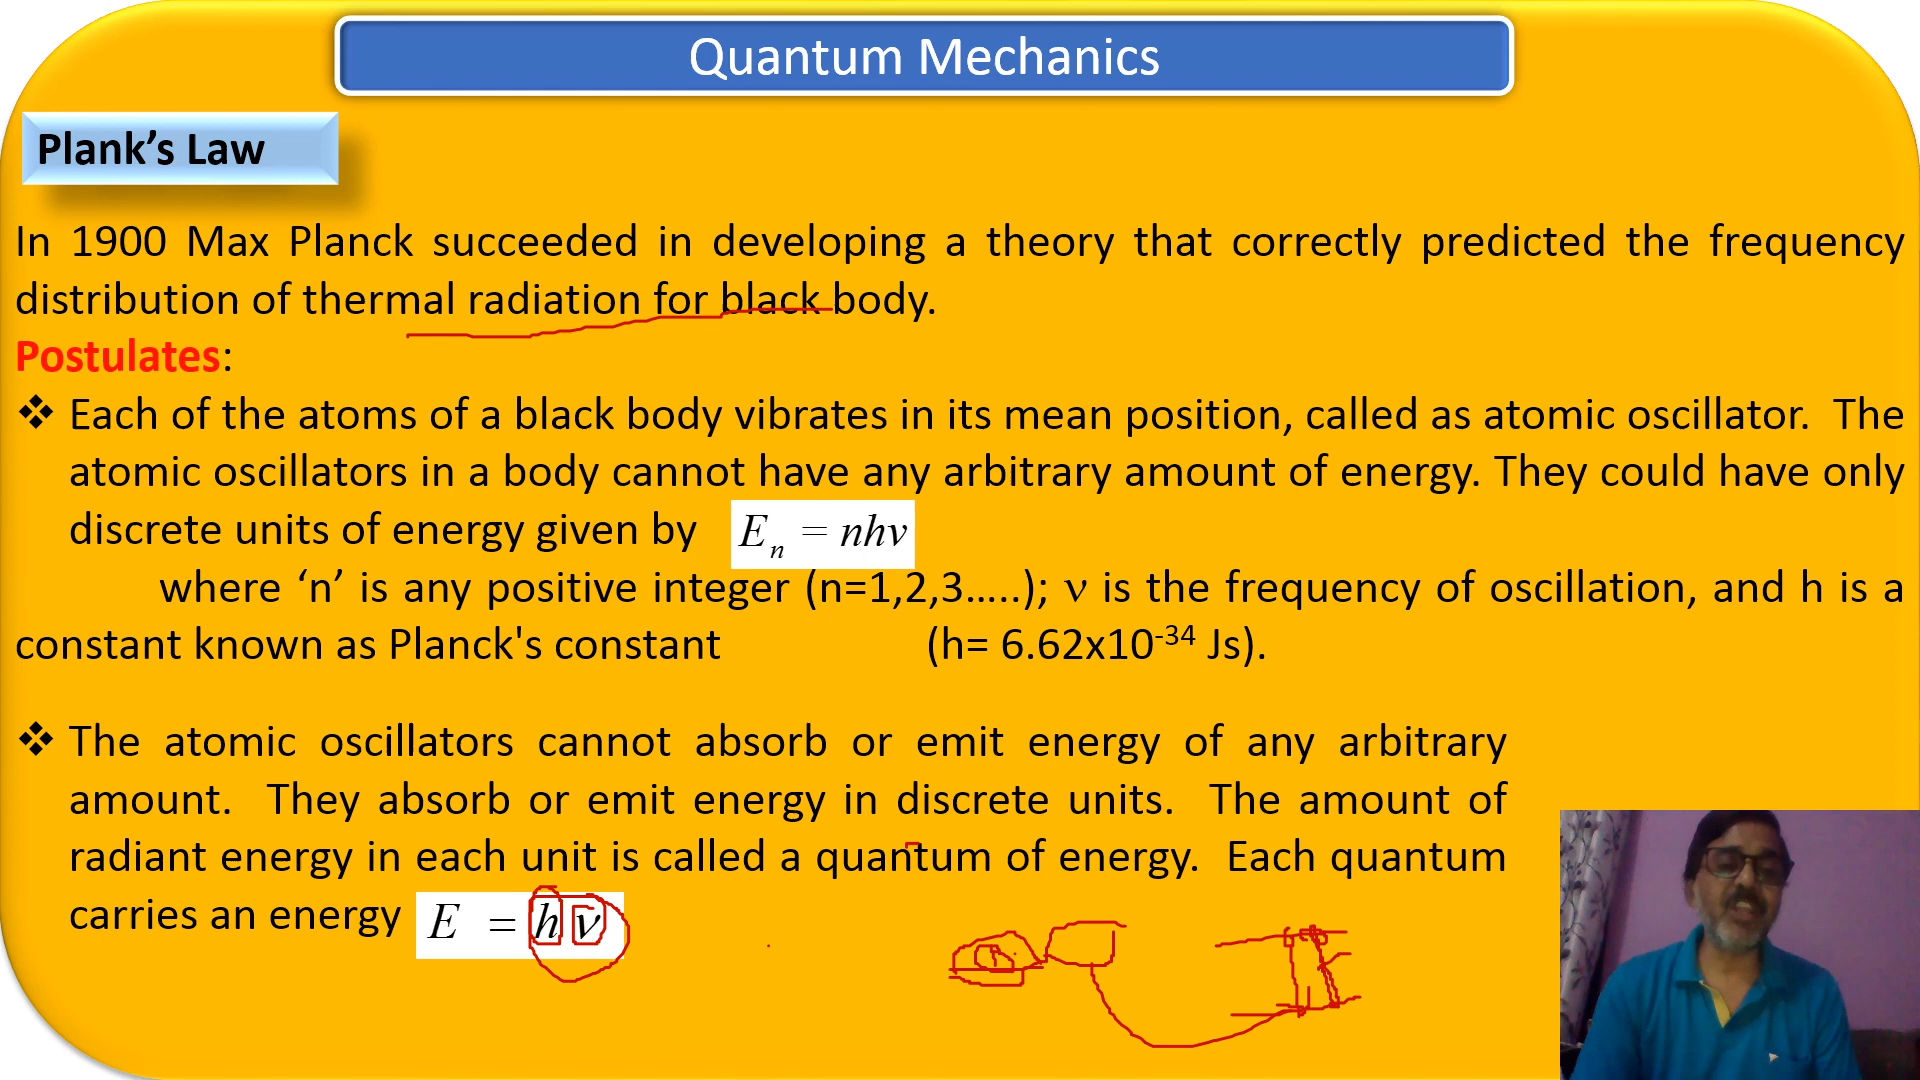 Quantum Mechanics
Plank’s Law
In 1900 Max Planck succeeded in developing a theory that correctly predicted the frequency
distribution of thermal radiation for black body.
Postulates:
❖ Each of the atoms of a black body vibrates in its mean position, called as atomic oscillator. The
atomic oscillators in a body cannot have any arbitrary amount of energy. They could have only
discrete units of energy given by E_n = nhν
where ‘n’ is any positive integer (n=1,2,3…..); ν is the frequency of oscillation, and h is a
constant known as Planck's constant (h= 6.62x10⁻³⁴ Js).
❖ The atomic oscillators cannot absorb or emit energy of any arbitrary
amount. They absorb or emit energy in discrete units. The amount of
radiant energy in each unit is called a quantum of energy. Each quantum
carries an energy E = hν